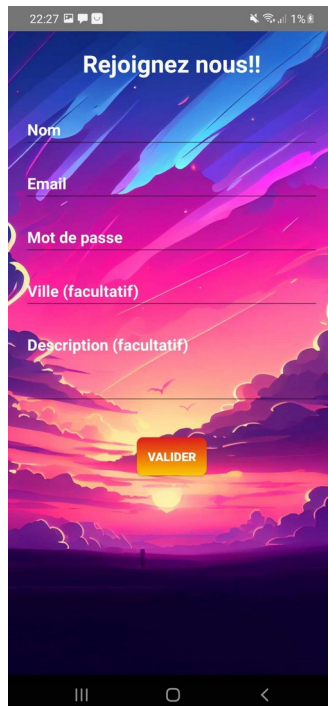 22:27 1%
Rejoignez nous!!
Nom
Email
Mot de passe
Ville (facultatif)
Description (facultatif)
VALIDER